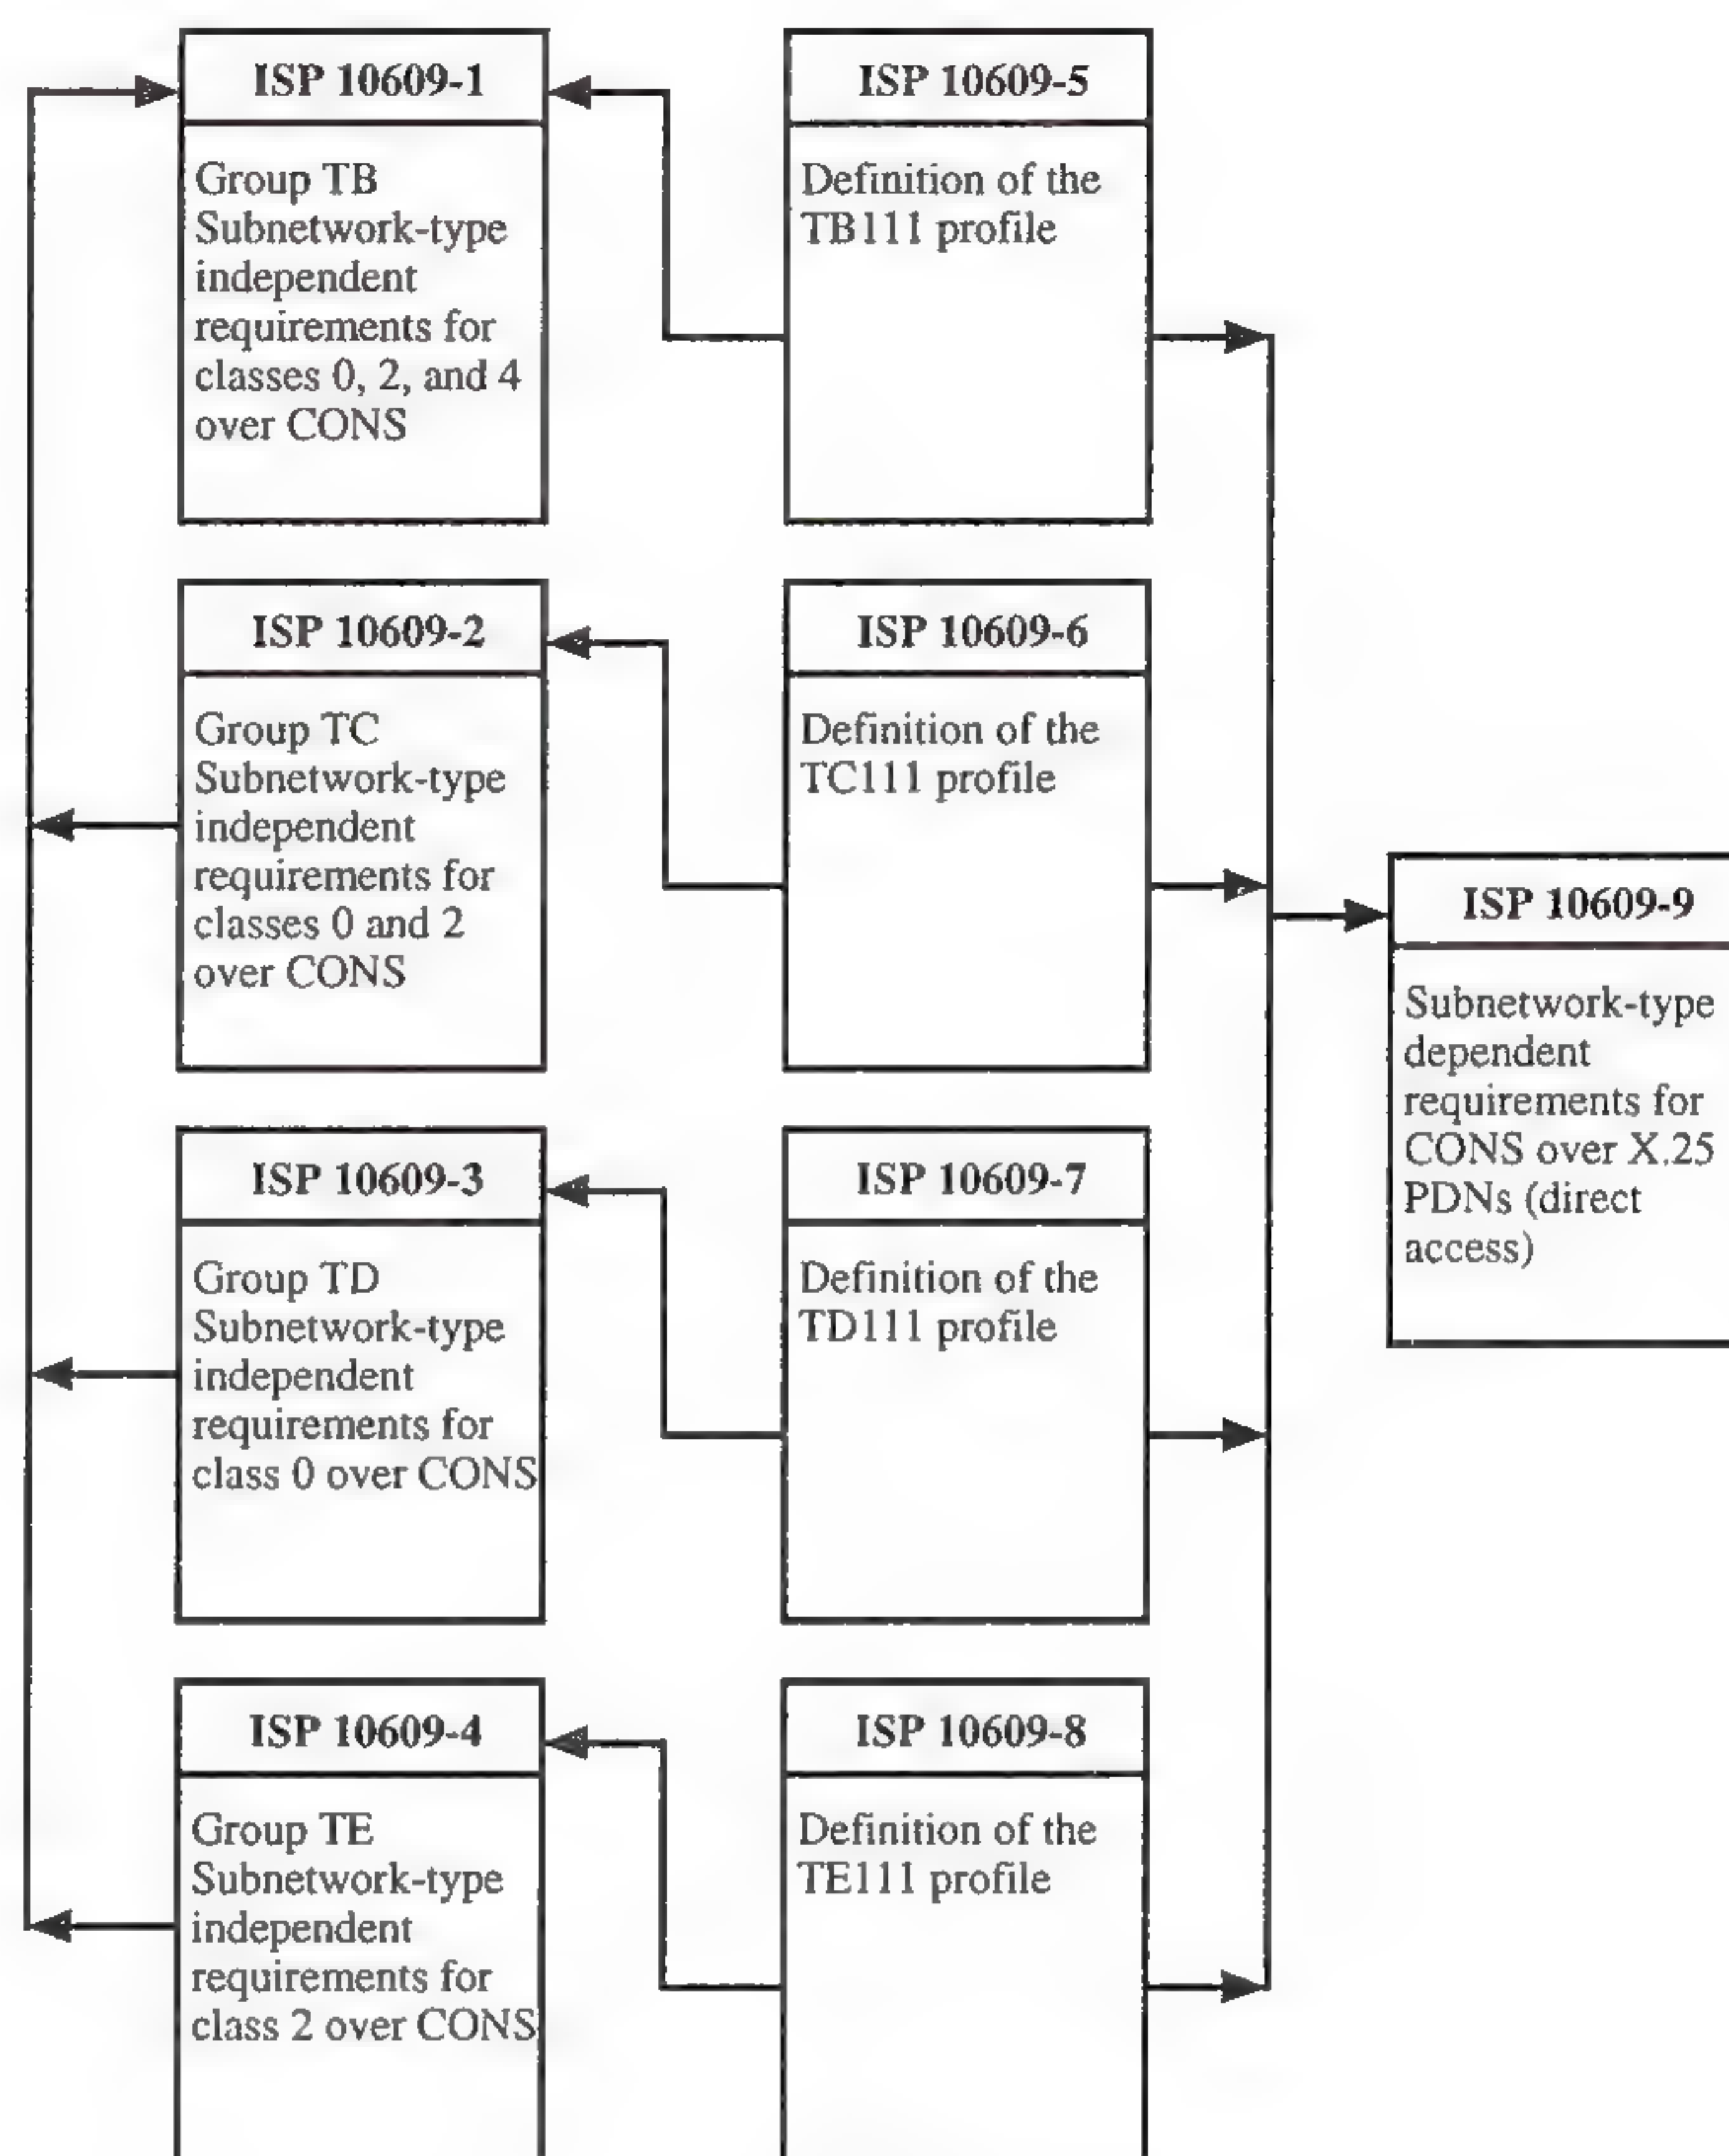 ISP 10609-1
Group TB
Subnetwork-type
independent
requirements for
classes 0, 2, and 4
over CONS
ISP 10609-5
Definition of the
TB111 profile
ISP 10609-2
Group TC
Subnetwork-type
independent
requirements for
classes 0 and 2
over CONS
ISP 10609-6
Definition of the
TC111 profile
ISP 10609-9
Subnetwork-type
dependent
requirements for
CONS over X.25
PDNs (direct
access)
ISP 10609-3
Group TD
Subnetwork-type
independent
requirements for
class 0 over CONS
ISP 10609-7
Definition of the
TD111 profile
ISP 10609-4
Group TE
Subnetwork-type
independent
requirements for
class 2 over CONS
ISP 10609-8
Definition of the
TE111 profile